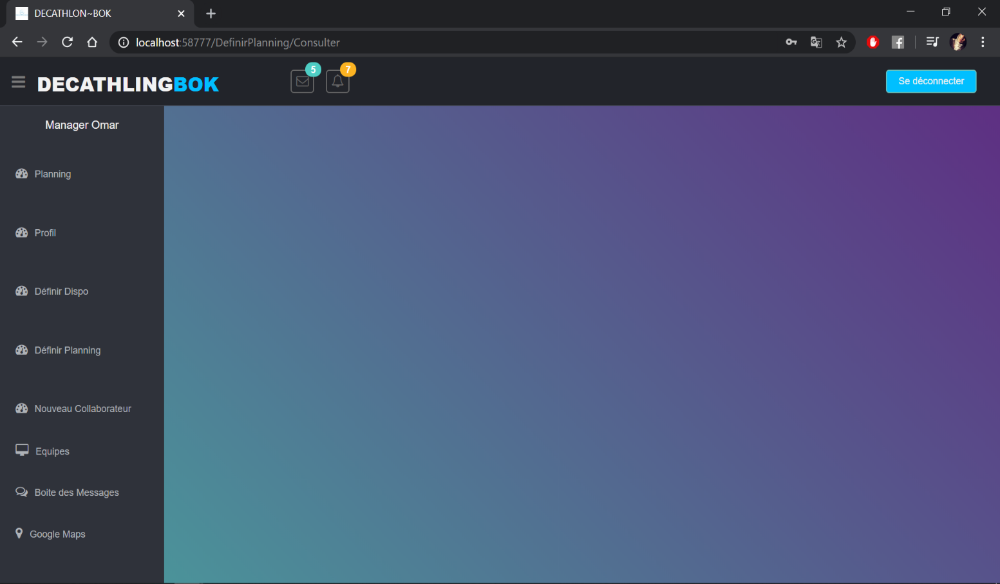 DECATHLON~BOK
localhost:58777/DefinirPlanning/Consulter
DECATHLINGBOK
5
7
Se déconnecter
Manager Omar
Planning
Profil
Définir Dispo
Définir Planning
Nouveau Collaborateur
Equipes
Boite des Messages
Google Maps